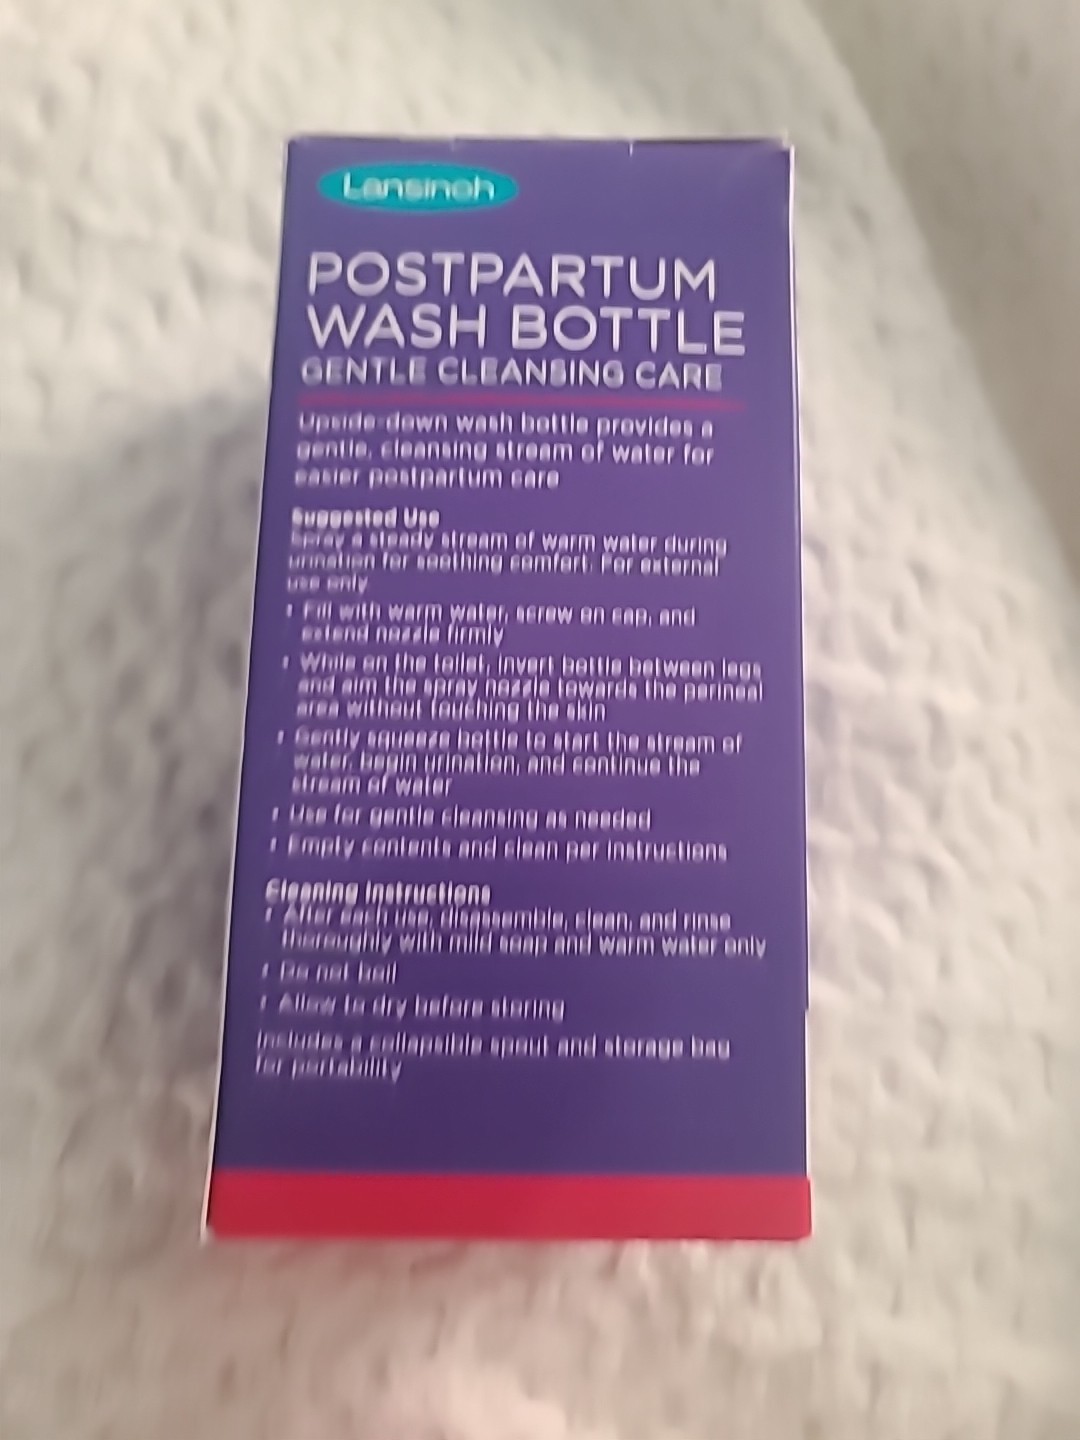 Lansinoh
POSTPARTUM
WASH BOTTLE
GENTLE CLEANSING CARE
Upside-down wash bottle provides a
gentle, cleansing stream of water for
easier postpartum care
Suggested Use
Spray a steady stream of warm water during
urination for soothing comfort. For external
use only
• Fill with warm water, screw on cap, and
extend nozzle firmly
• While on the toilet, invert bottle between legs
and aim the spray nozzle towards the perineal
area without touching the skin
• Gently squeeze bottle to start the stream of
water, begin urination, and continue the
stream of water
• Use for gentle cleansing as needed
• Empty contents and clean per instructions
Cleaning Instructions
• After each use, disassemble, clean, and rinse
thoroughly with mild soap and warm water only
• Do not boil
• Allow to dry before storing
Includes a collapsible spout and storage bag
for portability